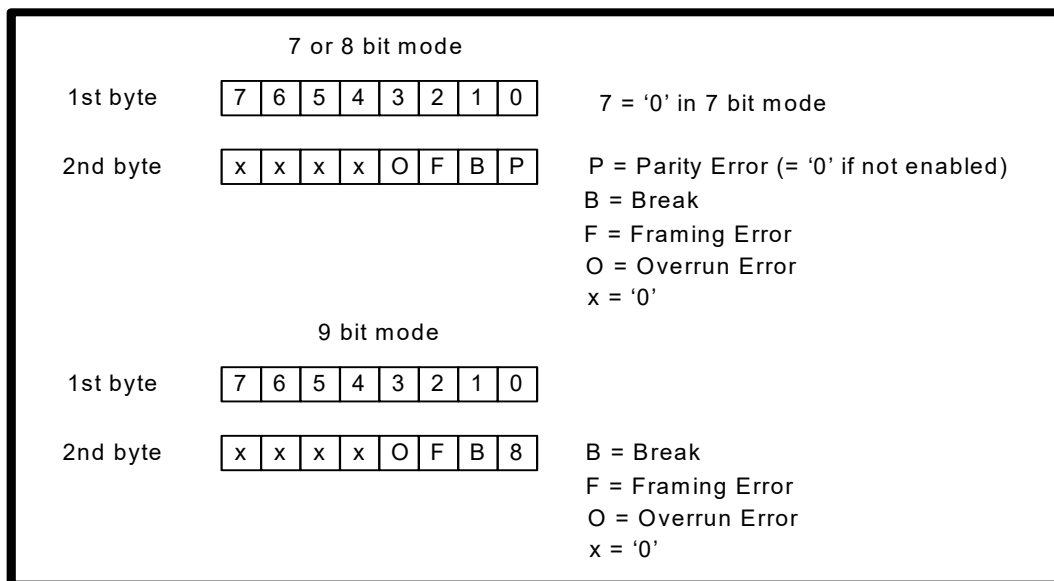 7 or 8 bit mode
1st byte 7 6 5 4 3 2 1 0 7 = ‘0’ in 7 bit mode
2nd byte x x x x O F B P P = Parity Error (= ‘0’ if not enabled)
B = Break
F = Framing Error
O = Overrun Error
x = ‘0’
9 bit mode
1st byte 7 6 5 4 3 2 1 0
2nd byte x x x x O F B 8 B = Break
F = Framing Error
O = Overrun Error
x = ‘0’